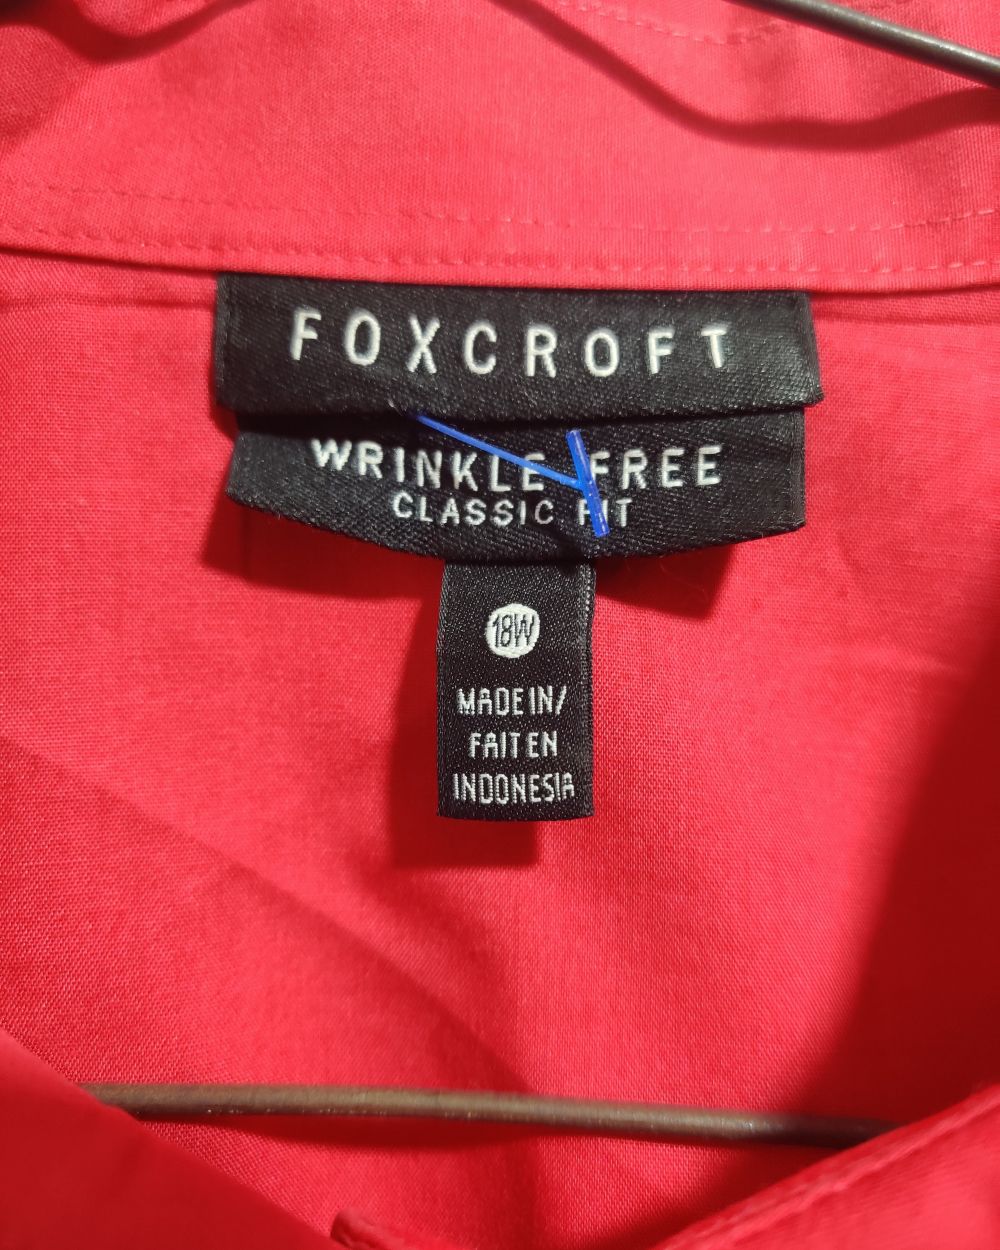 FOXCROFT
WRINKLE FREE
CLASSIC FIT
18W
MADE IN/
FAIT EN
INDONESIA